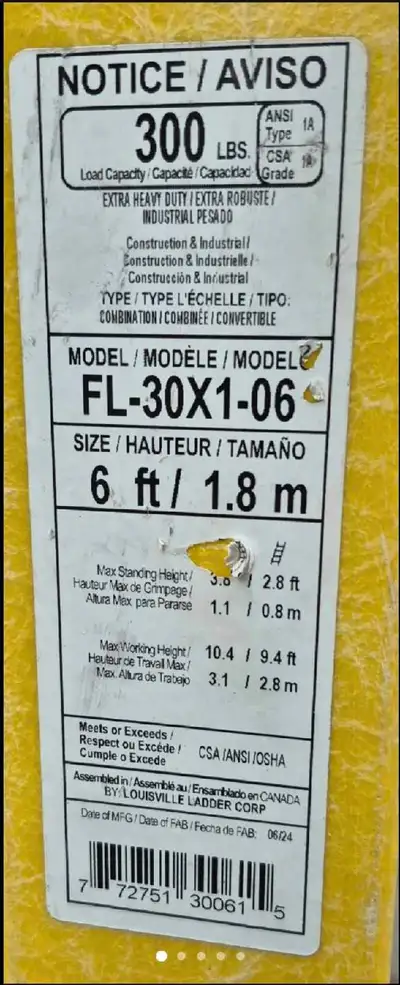 NOTICE / AVISO
300 LBS.
Load Capacity / Capacité / Capacidad
ANSI Type 1A
CSA Grade 1A
EXTRA HEAVY DUTY / EXTRA ROBUSTE /
INDUSTRIAL PESADO
Construction & Industrial /
Construction & Industrielle /
Construcción & Industrial
TYPE / TYPE L'ÉCHELLE / TIPO:
COMBINATION / COMBINÉE / CONVERTIBLE
MODEL / MODÈLE / MODEL
FL-30X1-06
SIZE / HAUTEUR / TAMAÑO
6 ft / 1.8 m
Max Standing Height /
Hauteur Max de Grimpage /
Altura Max. para Pararse
3.8 / 2.8 ft
1.1 / 0.8 m
Max Working Height /
Hauteur de Travail Max /
Max. Altura de Trabejo
10.4 / 9.4 ft
3.1 / 2.8 m
Meets or Exceeds /
Respect ou Excéde /
Cumple o Excede
CSA /ANSI /OSHA
Assembled in / Assemblé au / Ensamblado en CANADA
BY: LOUISVILLE LADDER CORP
Date of MFG / Date of FAB / Fecha de FAB: 06/24
7 72751 30061 5